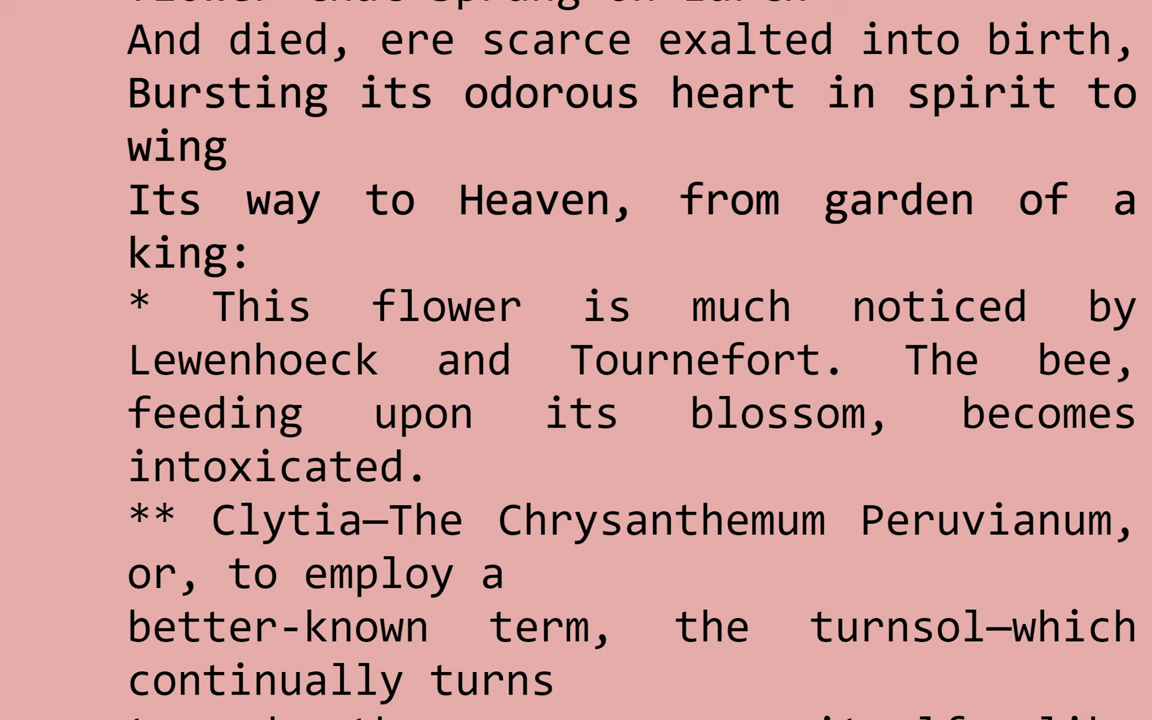 And died, ere scarce exalted into birth,
Bursting its odorous heart in spirit to
wing
Its way to Heaven, from garden of a
king:
* This flower is much noticed by
Lewenhoeck and Tournefort. The bee,
feeding upon its blossom, becomes
intoxicated.
** Clytia—The Chrysanthemum Peruvianum,
or, to employ a
better-known term, the turnsol—which
continually turns